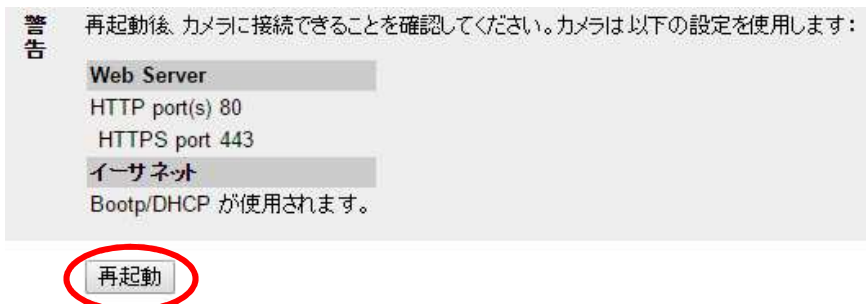 警告
再起動後、カメラに接続できることを確認してください。カメラは以下の設定を使用します：
Web Server
HTTP port(s) 80
HTTPS port 443
イーサネット
Bootp/DHCP が使用されます。
再起動